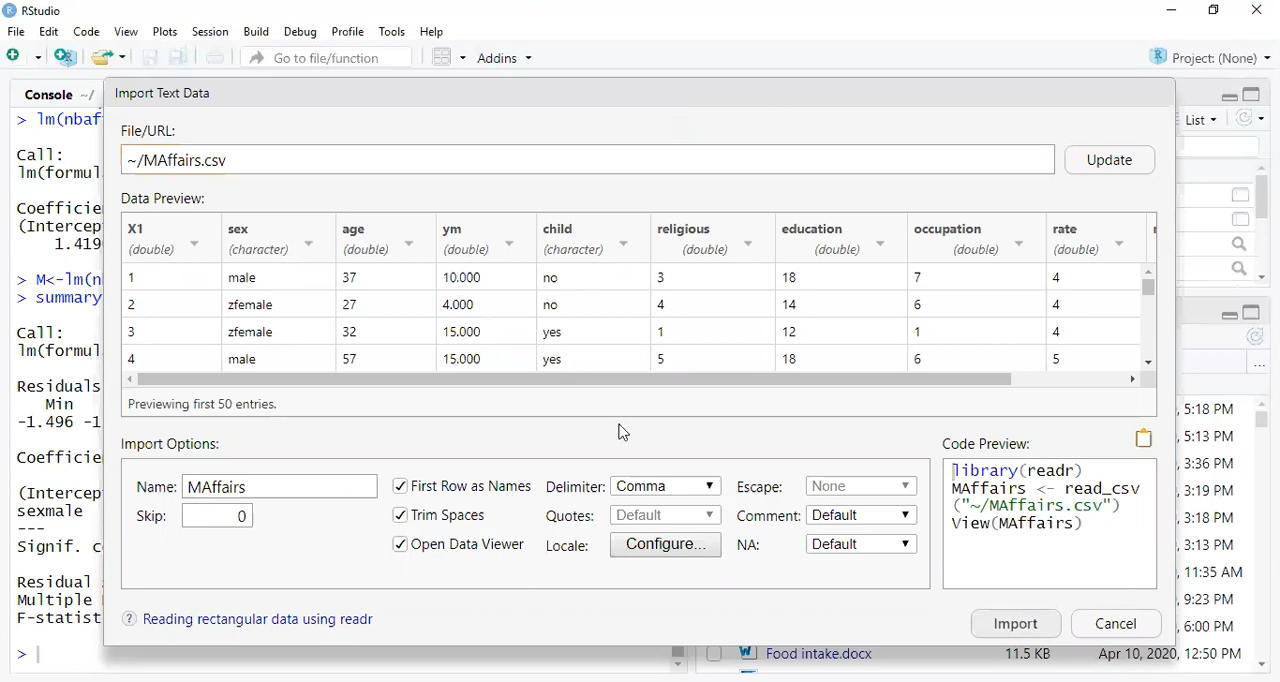 RStudio
File Edit Code View Plots Session Build Debug Profile Tools Help
Go to file/function Addins Project: (None)
Console ~/
Import Text Data
List
> lm(nbaf
File/URL:
~/MAffairs.csv Update
Call:
lm(formul
Data Preview:
Coefficie
(Intercep
1.419
X1 sex age ym child religious education occupation rate
(double) (character) (double) (double) (character) (double) (double) (double) (double)
1 male 37 10.000 no 3 18 7 4
2 zfemale 27 4.000 no 4 14 6 4
3 zfemale 32 15.000 yes 1 12 1 4
4 male 57 15.000 yes 5 18 6 5
Previewing first 50 entries.
> M<-lm(n
> summary
Call:
lm(formul
Residuals
Min
-1.496 -1
Coefficie
(Intercep
sexmale
---
Signif. c
Residual
Multiple
F-statist
>
Import Options:
Name: MAffairs
Skip: 0
First Row as Names
Trim Spaces
Open Data Viewer
Delimiter: Comma
Quotes: Default
Locale: Configure...
Escape: None
Comment: Default
NA: Default
Code Preview:
library(readr)
MAffairs <- read_csv
("~/MAffairs.csv")
View(MAffairs)
? Reading rectangular data using readr
Import Cancel
...
, 5:18 PM
, 5:13 PM
, 3:36 PM
, 3:19 PM
, 3:18 PM
, 3:13 PM
, 11:35 AM
, 9:23 PM
, 6:00 PM
Food intake.docx 11.5 KB Apr 10, 2020, 12:50 PM